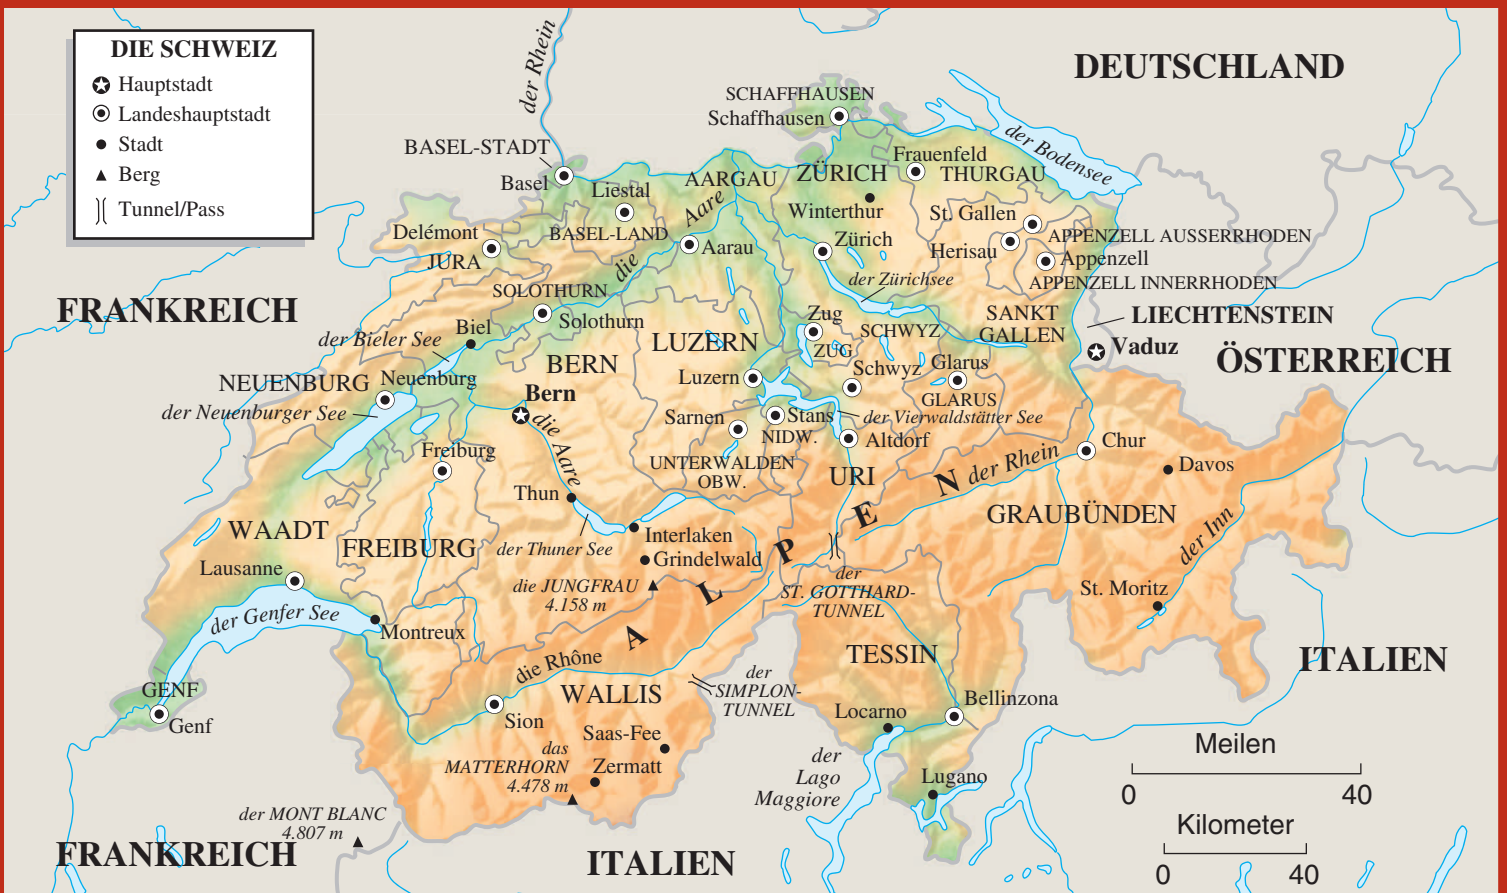 DIE SCHWEIZ
Hauptstadt
Landeshauptstadt
Stadt
Berg
Tunnel/Pass
der Rhein
DEUTSCHLAND
SCHAFFHAUSEN
Schaffhausen
der Bodensee
BASEL-STADT
Basel
Liestal
BASEL-LAND
AARGAU
ZÜRICH
Frauenfeld
THURGAU
Winterthur
St. Gallen
Herisau
APPENZELL AUSSERRHODEN
Appenzell
APPENZELL INNERRHODEN
Delémont
JURA
die Aare
Aarau
Zürich
der Zürichsee
FRANKREICH
SOLOTHURN
Solothurn
Biel
der Bieler See
Zug
ZUG
SCHWYZ
SANKT
GALLEN
LIECHTENSTEIN
Vaduz
ÖSTERREICH
LUZERN
BERN
NEUENBURG
Neuenburg
der Neuenburger See
Bern
Luzern
Schwyz
Glarus
GLARUS
Sarnen
Stans
NIDW.
der Vierwaldstätter See
Altdorf
die Aare
Freiburg
UNTERWALDEN
OBW.
URI
der Rhein
Chur
Davos
Thun
WAADT
FREIBURG
der Thuner See
Interlaken
Grindelwald
die JUNGFRAU
4.158 m
ALPEN
GRAUBÜNDEN
der Inn
St. Moritz
der
ST. GOTTHARD-
TUNNEL
Lausanne
der Genfer See
Montreux
die Rhône
WALLIS
TESSIN
ITALIEN
GENF
Genf
Sion
der
SIMPLON-
TUNNEL
Saas-Fee
Zermatt
das
MATTERHORN
4.478 m
Locarno
Bellinzona
der
Lago
Maggiore
Lugano
der MONT BLANC
4.807 m
FRANKREICH
ITALIEN
Meilen
0 40
Kilometer
0 40